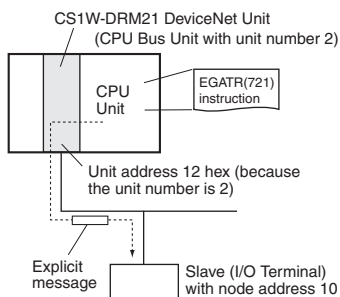 CS1W-DRM21 DeviceNet Unit
(CPU Bus Unit with unit number 2)
CPU
Unit
EGATR(721)
instruction
Unit address 12 hex (because
the unit number is 2)
Explicit
message
Slave (I/O Terminal)
with node address 10